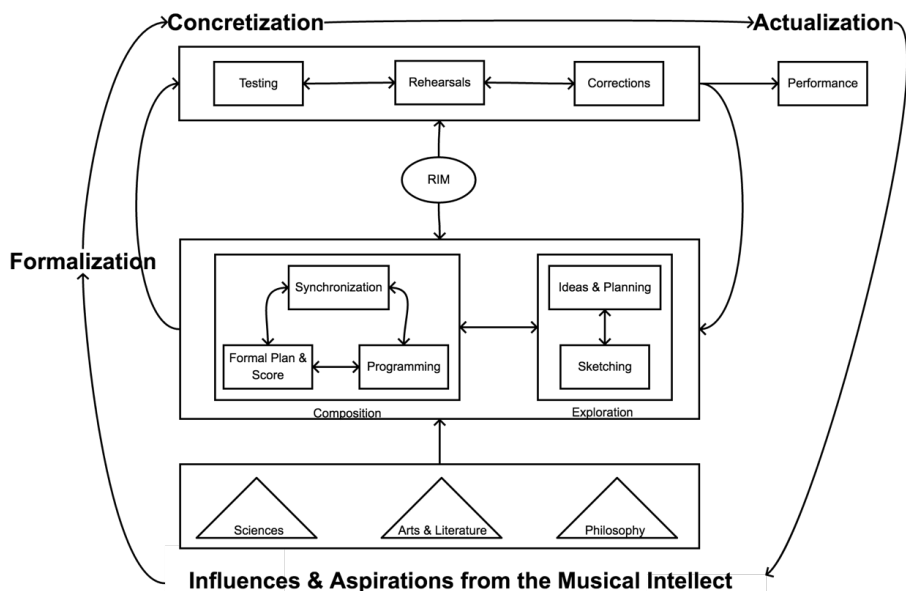 Concretization
Actualization
Testing
Rehearsals
Corrections
Performance
RIM
Formalization
Synchronization
Ideas & Planning
Formal Plan &
Score
Programming
Sketching
Composition
Exploration
Sciences
Arts & Literature
Philosophy
Influences & Aspirations from the Musical Intellect